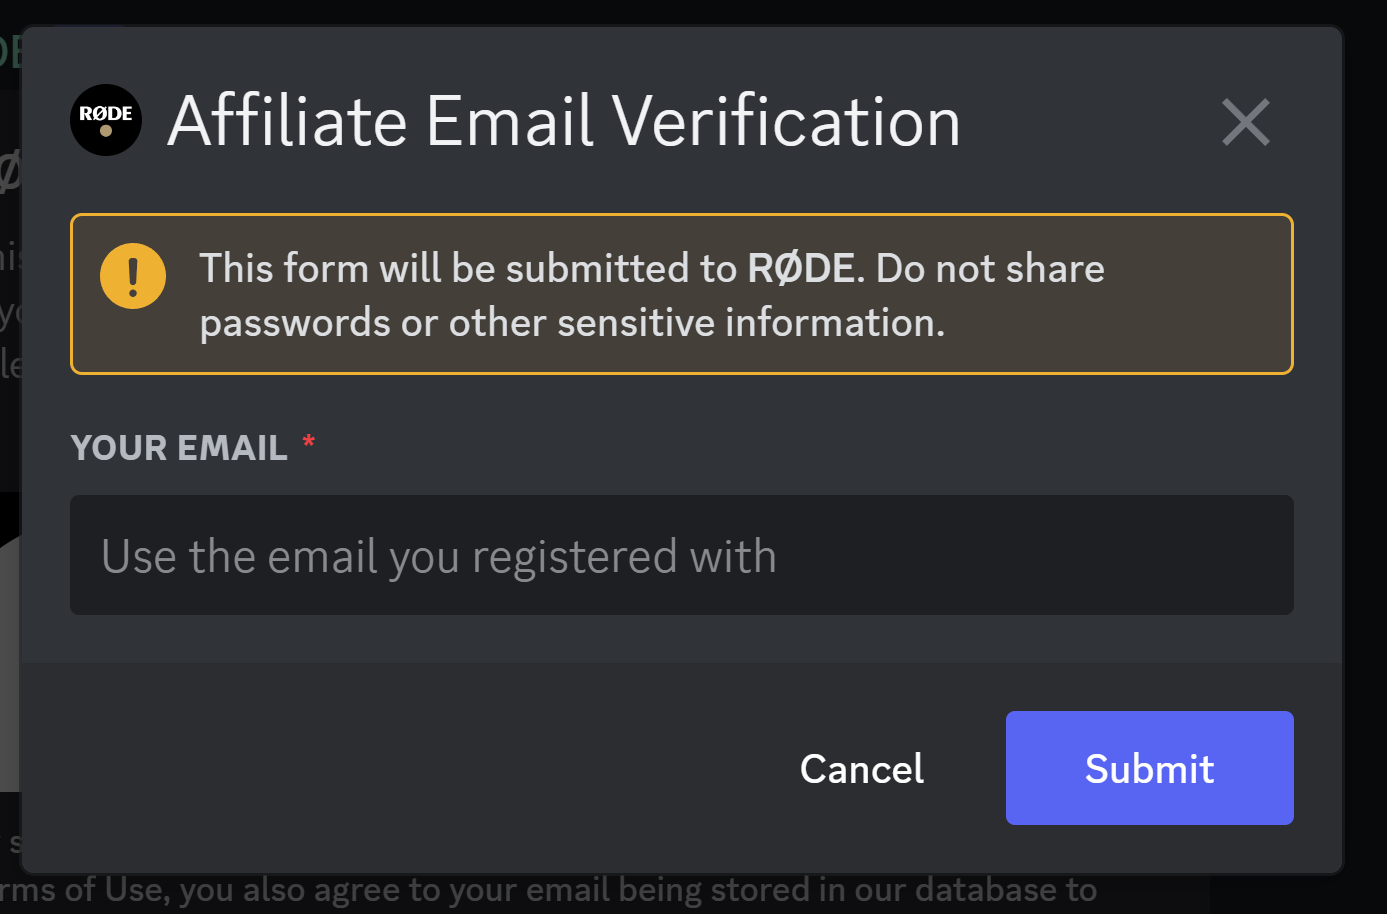 RØDE
Affiliate Email Verification
This form will be submitted to RØDE. Do not share
passwords or other sensitive information.
YOUR EMAIL *
Use the email you registered with
Cancel
Submit
of Use, you also agree to your email being stored in our database to